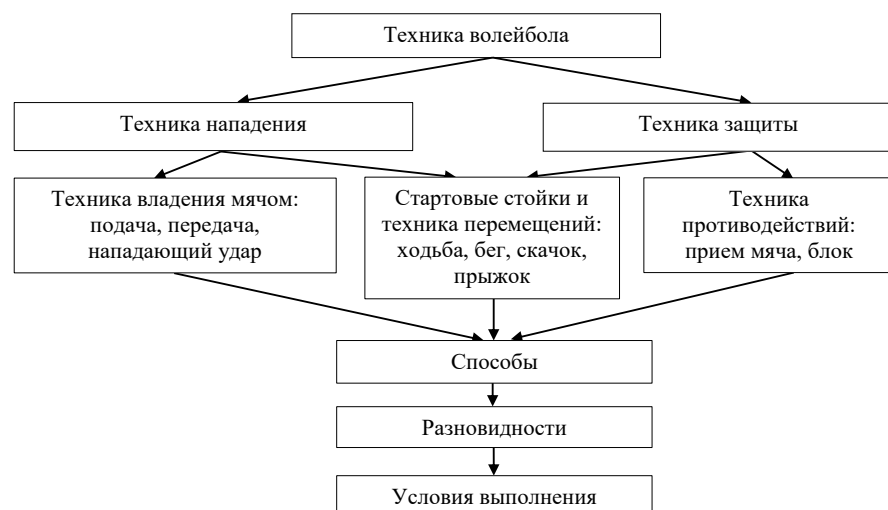 Техника волейбола
Техника нападения
Техника защиты
Техника владения мячом:
подача, передача,
нападающий удар
Стартовые стойки и
техника перемещений:
ходьба, бег, скачок,
прыжок
Техника
противодействий:
прием мяча, блок
Способы
Разновидности
Условия выполнения